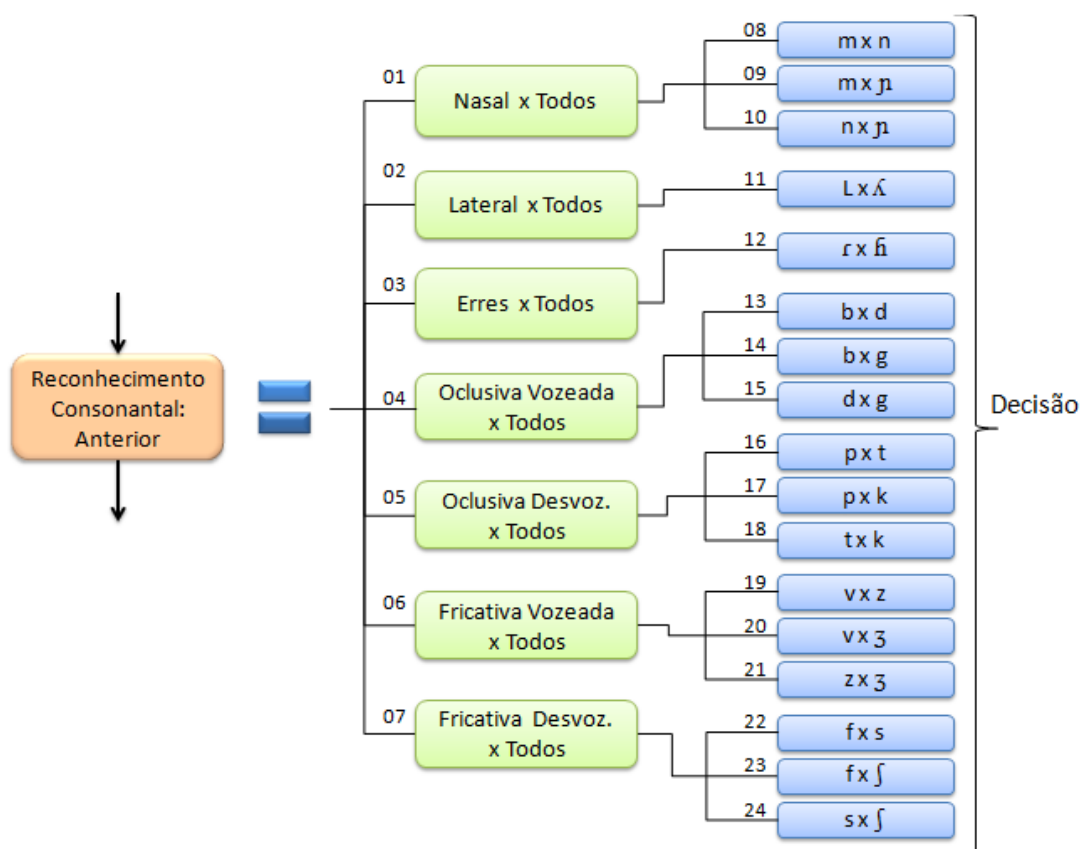 Reconhecimento
Consonantal:
Anterior
01
Nasal x Todos
02
Lateral x Todos
03
Erres x Todos
04
Oclusiva Vozeada
x Todos
05
Oclusiva Desvoz.
x Todos
06
Fricativa Vozeada
x Todos
07
Fricativa Desvoz.
x Todos
08
m x n
09
m x ɲ
10
n x ɲ
11
L x ʎ
12
ɾ x ɦ
13
b x d
14
b x g
15
d x g
16
p x t
17
p x k
18
t x k
19
v x z
20
v x ʒ
21
z x ʒ
22
f x s
23
f x ʃ
24
s x ʃ
Decisão